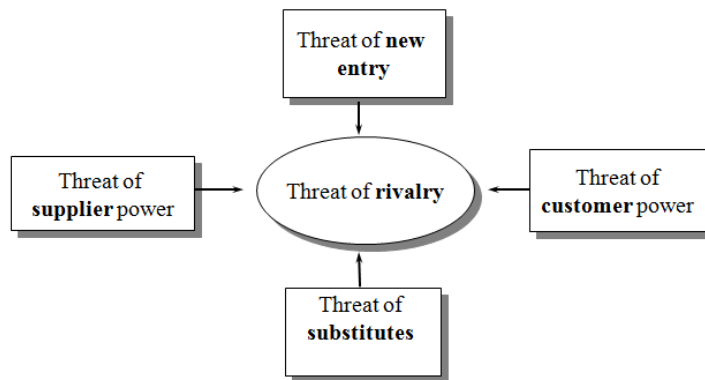 Threat of new
entry
Threat of
supplier power
Threat of rivalry
Threat of
customer power
Threat of
substitutes